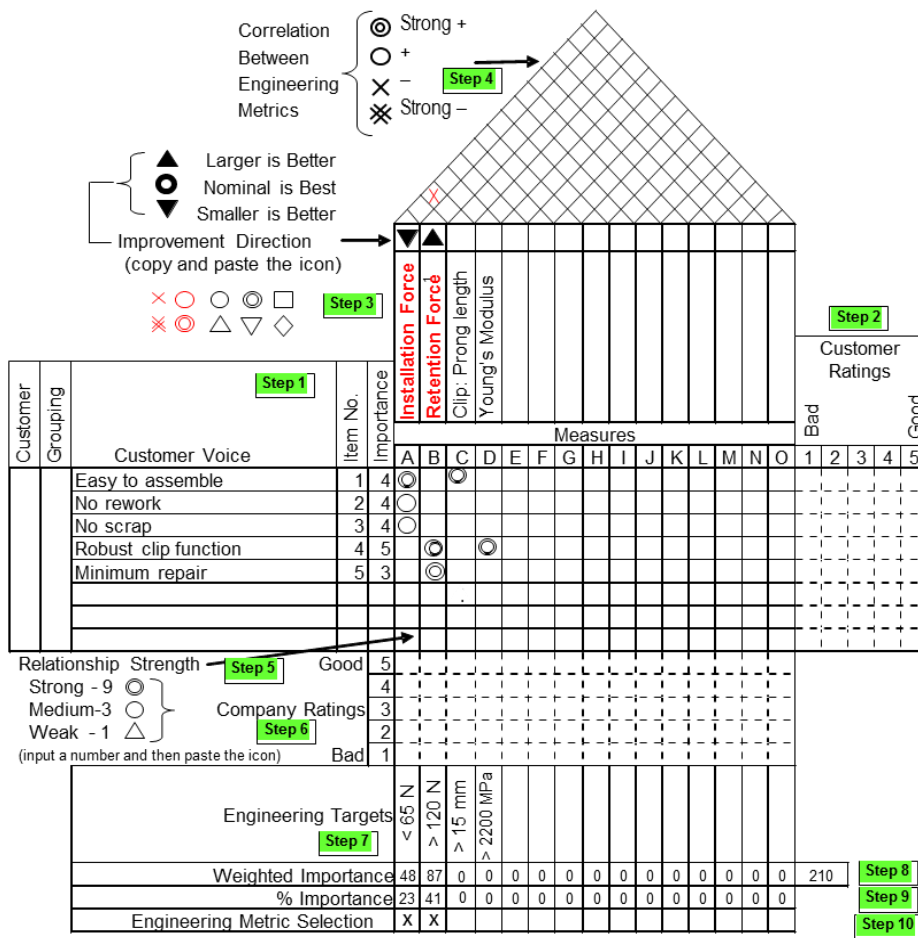 Correlation
Between
Engineering
Metrics
Strong +
+
–
Strong –
Step 4
Larger is Better
Nominal is Best
Smaller is Better
Improvement Direction
(copy and paste the icon)
Step 3
Installation Force
Retention Force
1
Clip: Prong length
Young's Modulus
Step 2
Customer
Ratings
Bad
Good
Step 1
Customer
Grouping
Customer Voice
Item No.
Importance
Measures
A B C D E F G H I J K L M N O 1 2 3 4 5
Easy to assemble 1 4
No rework 2 4
No scrap 3 4
Robust clip function 4 5
Minimum repair 5 3
Relationship Strength
Step 5
Strong - 9
Medium-3
Weak - 1
(input a number and then paste the icon)
Good 5
4
Company Ratings 3
Step 6
2
Bad 1
Engineering Targets
Step 7
< 65 N
> 120 N
> 15 mm
> 2200 MPa
Weighted Importance 48 87 0 0 0 0 0 0 0 0 0 0 0 0 0 210 Step 8
% Importance 23 41 0 0 0 0 0 0 0 0 0 0 0 0 0 Step 9
Engineering Metric Selection X X Step 10